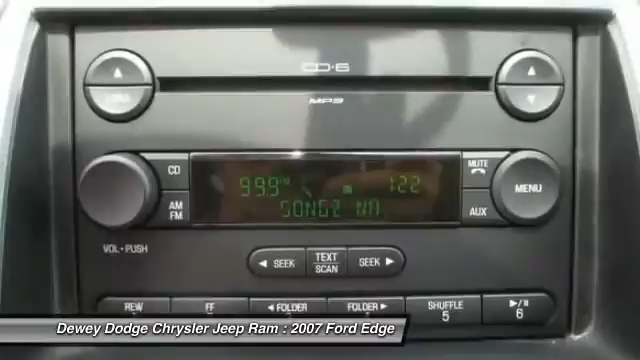 CD·6
MP3
CD
AM
FM
99.9
1:22
MUTE
MENU
AUX
VOL • PUSH
◄ SEEK
TEXT
SCAN
SEEK ►
REW
FF
◄ FOLDER
FOLDER ►
SHUFFLE
5
►/II
6
Dewey Dodge Chrysler Jeep Ram : 2007 Ford Edge